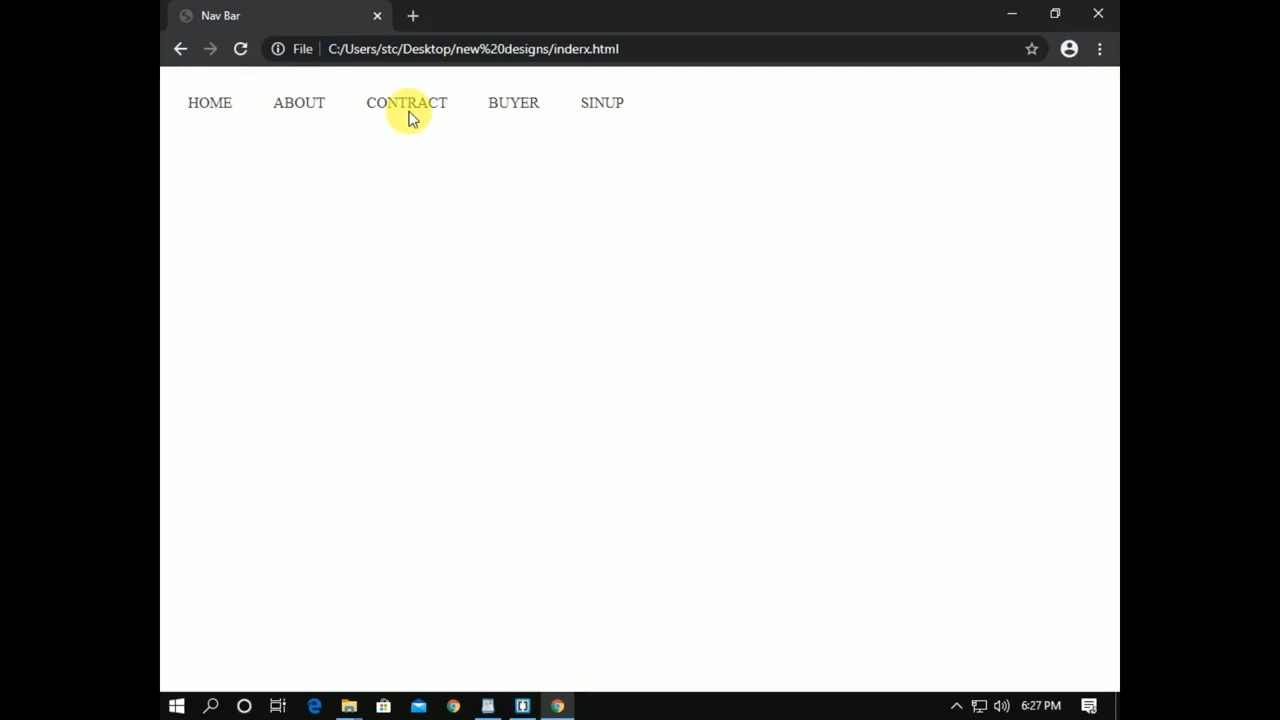 Nav Bar
File C:/Users/stc/Desktop/new%20designs/inderx.html
HOME ABOUT CONTRACT BUYER SINUP
6:27 PM